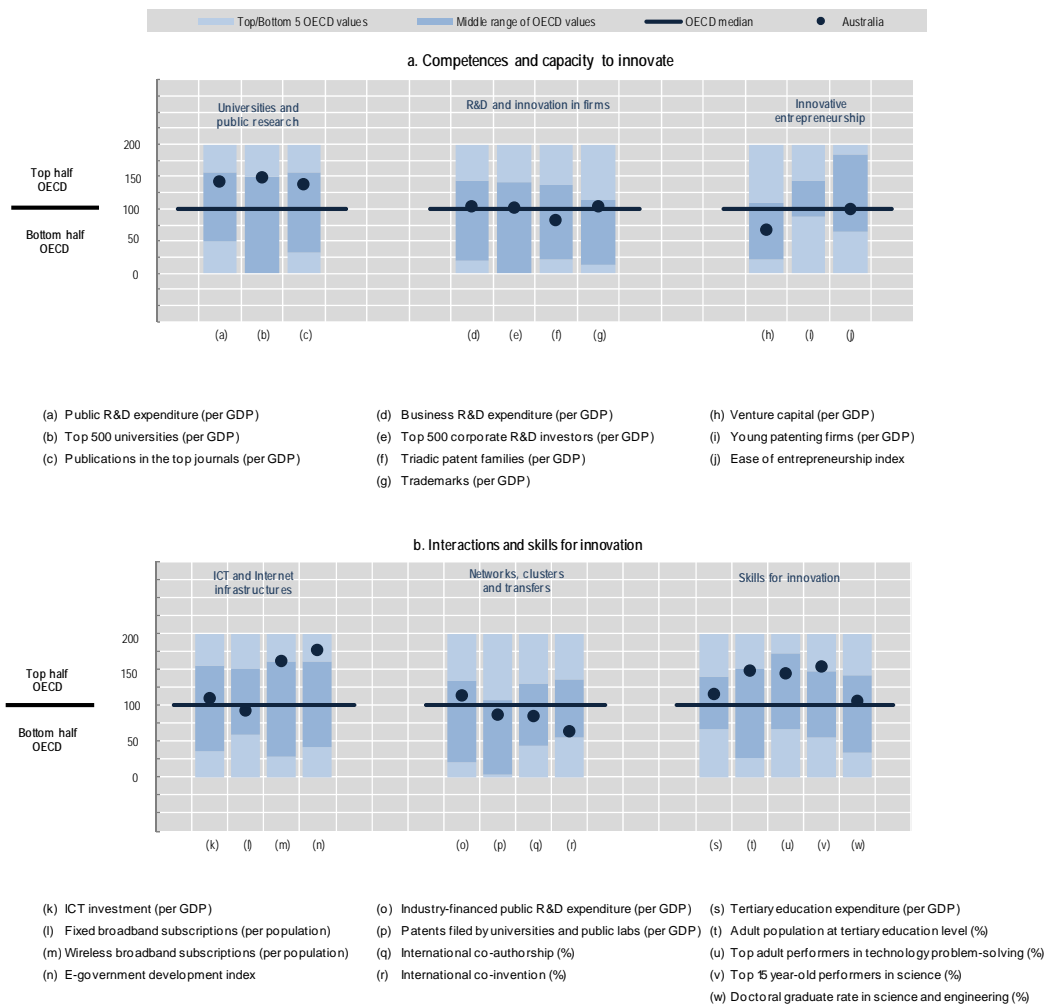 Top/Bottom 5 OECD values Middle range of OECD values OECD median Australia
a. Competences and capacity to innovate
Universities and
public research
R&D and innovation in firms
Innovative
entrepreneurship
200
150
100
50
0
Top half
OECD
Bottom half
OECD
(a) (b) (c) (d) (e) (f) (g) (h) (i) (j)
(a) Public R&D expenditure (per GDP)
(b) Top 500 universities (per GDP)
(c) Publications in the top journals (per GDP)
(d) Business R&D expenditure (per GDP)
(e) Top 500 corporate R&D investors (per GDP)
(f) Triadic patent families (per GDP)
(g) Trademarks (per GDP)
(h) Venture capital (per GDP)
(i) Young patenting firms (per GDP)
(j) Ease of entrepreneurship index
b. Interactions and skills for innovation
ICT and Internet
infrastructures
Networks, clusters
and transfers
Skills for innovation
200
150
100
50
0
Top half
OECD
Bottom half
OECD
(k) (l) (m) (n) (o) (p) (q) (r) (s) (t) (u) (v) (w)
(k) ICT investment (per GDP)
(l) Fixed broadband subscriptions (per population)
(m) Wireless broadband subscriptions (per population)
(n) E-government development index
(o) Industry-financed public R&D expenditure (per GDP)
(p) Patents filed by universities and public labs (per GDP)
(q) International co-authorship (%)
(r) International co-invention (%)
(s) Tertiary education expenditure (per GDP)
(t) Adult population at tertiary education level (%)
(u) Top adult performers in technology problem-solving (%)
(v) Top 15 year-old performers in science (%)
(w) Doctoral graduate rate in science and engineering (%)